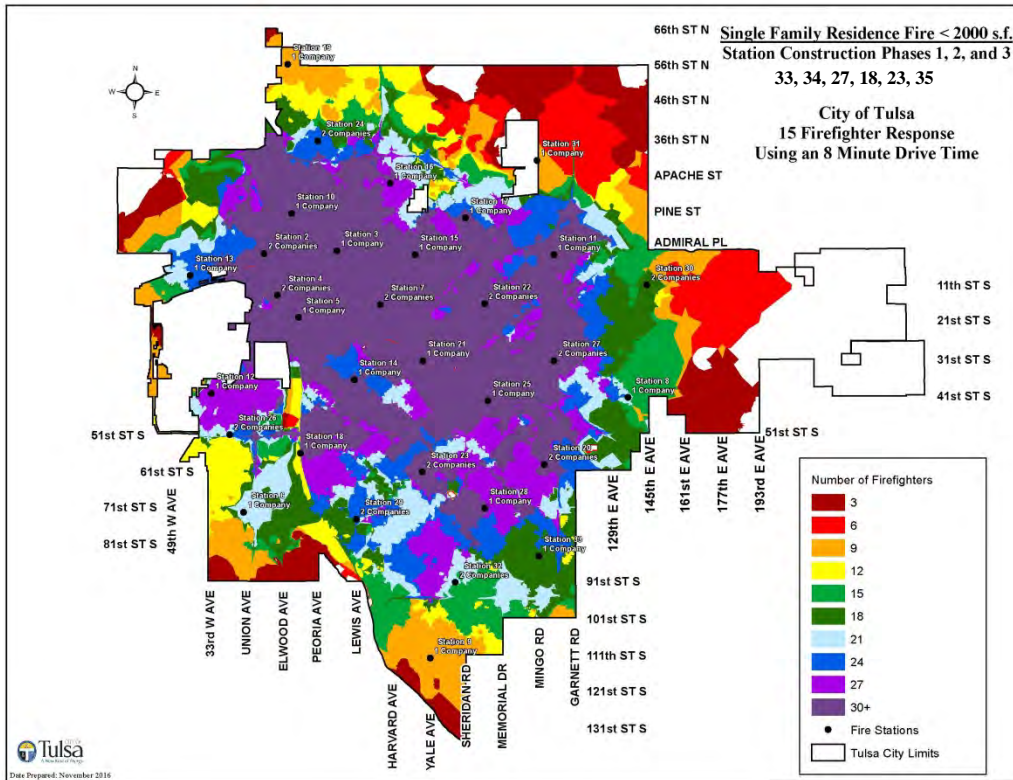 Single Family Residence Fire < 2000 s.f.
Station Construction Phases 1, 2, and 3
33, 34, 27, 18, 23, 35
City of Tulsa
15 Firefighter Response
Using an 8 Minute Drive Time
N
W
E
S
66th ST N
56th ST N
46th ST N
36th ST N
APACHE ST
PINE ST
ADMIRAL PL
11th ST S
21st ST S
31st ST S
41st ST S
51st ST S
51st ST S
61st ST S
71st ST S
81st ST S
91st ST S
101st ST S
111th ST S
121st ST S
131st ST S
49th W AVE
33rd W AVE
UNION AVE
ELWOOD AVE
PEORIA AVE
LEWIS AVE
HARVARD AVE
YALE AVE
SHERIDAN RD
MEMORIAL DR
MINGO RD
GARNETT RD
129th E AVE
145th E AVE
161st E AVE
177th E AVE
193rd E AVE
Station 19
1 Company
Station 24
2 Companies
Station 31
1 Company
Station 16
1 Company
Station 10
1 Company
Station 17
1 Company
Station 2
2 Companies
Station 3
1 Company
Station 15
1 Company
Station 11
1 Company
Station 13
1 Company
Station 30
2 Companies
Station 4
2 Companies
Station 5
1 Company
Station 7
2 Companies
Station 22
2 Companies
Station 21
1 Company
Station 27
2 Companies
Station 14
1 Company
Station 12
1 Company
Station 25
1 Company
Station 8
1 Company
Station 26
2 Companies
Station 18
1 Company
Station 23
2 Companies
Station 20
2 Companies
Station
1 Company
Station 29
2 Companies
Station 28
1 Company
Station
1 Company
Station 32
2 Companies
Station
1 Company
Number of Firefighters
3
6
9
12
15
18
21
24
27
30+
Fire Stations
Tulsa City Limits
City of
Tulsa
A New Kind of Energy.
Date Prepared: November 2016